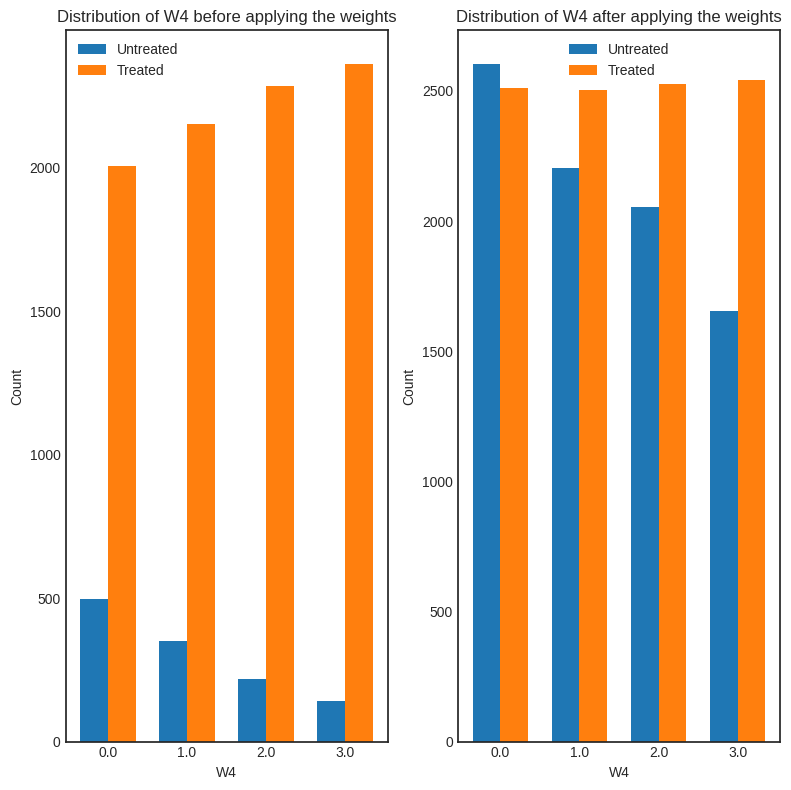 Distribution of W4 before applying the weights
Untreated
Treated
Count
2000
1500
1000
500
0
0.0 1.0 2.0 3.0
W4
Distribution of W4 after applying the weights
Untreated
Treated
Count
2500
2000
1500
1000
500
0
0.0 1.0 2.0 3.0
W4